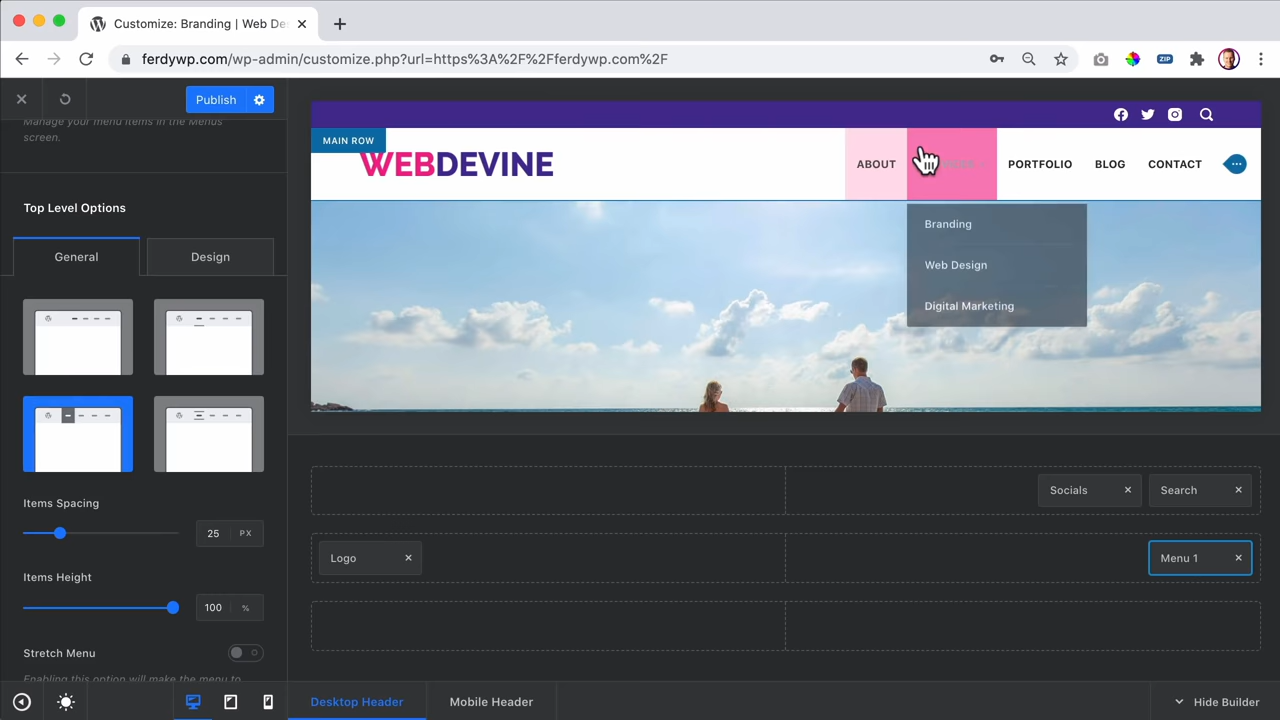 Customize: Branding | Web De
ferdywp.com/wp-admin/customize.php?url=https%3A%2F%2Fferdywp.com%2F
ZIP
Publish
Manage your menu items in the Menus
screen.
Top Level Options
General
Design
Items Spacing
25 PX
Items Height
100 %
Stretch Menu
Enabling this option will make the menu to
MAIN ROW
WEBDEVINE
ABOUT
PORTFOLIO
BLOG
CONTACT
Branding
Web Design
Digital Marketing
Socials
Search
Logo
Menu 1
Desktop Header
Mobile Header
Hide Builder